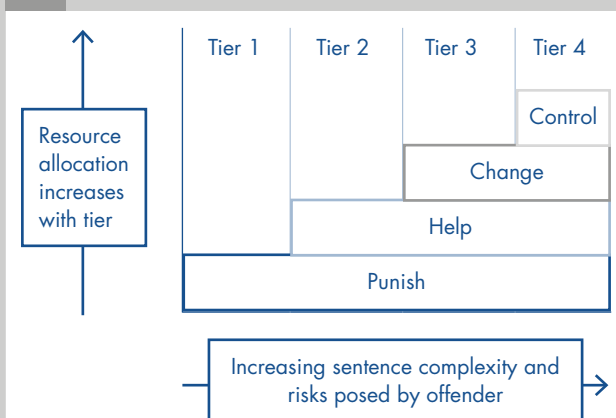 Tier 1
Tier 2
Tier 3
Tier 4
Resource
allocation
increases
with tier
Control
Change
Help
Punish
Increasing sentence complexity and
risks posed by offender